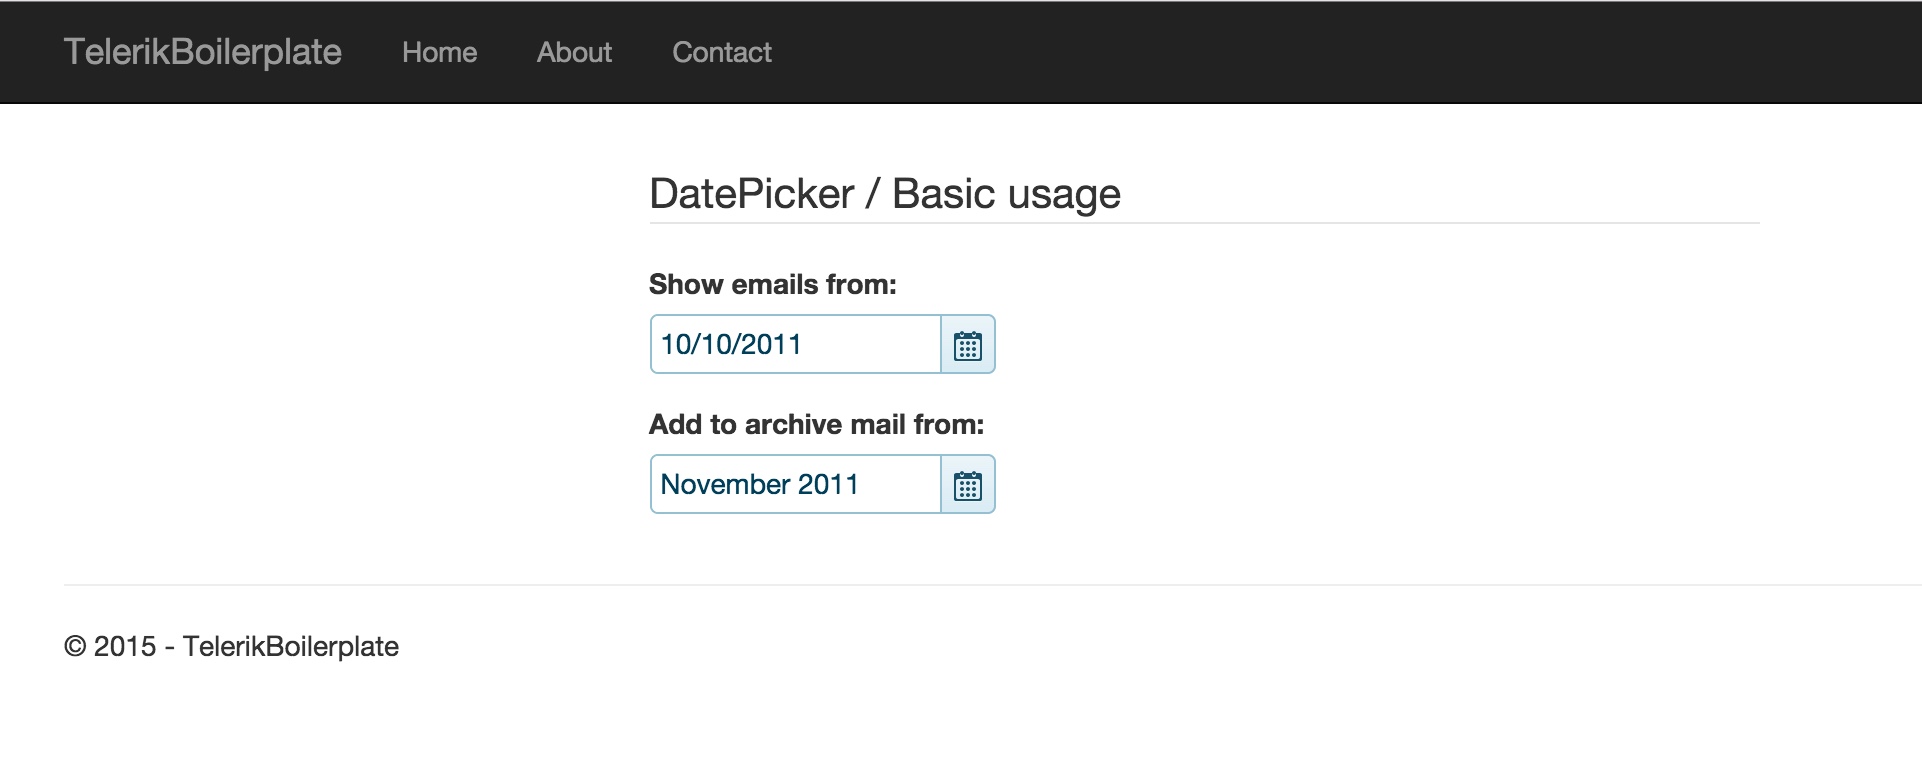 TelerikBoilerplate Home About Contact
DatePicker / Basic usage
Show emails from:
10/10/2011
Add to archive mail from:
November 2011
© 2015 - TelerikBoilerplate